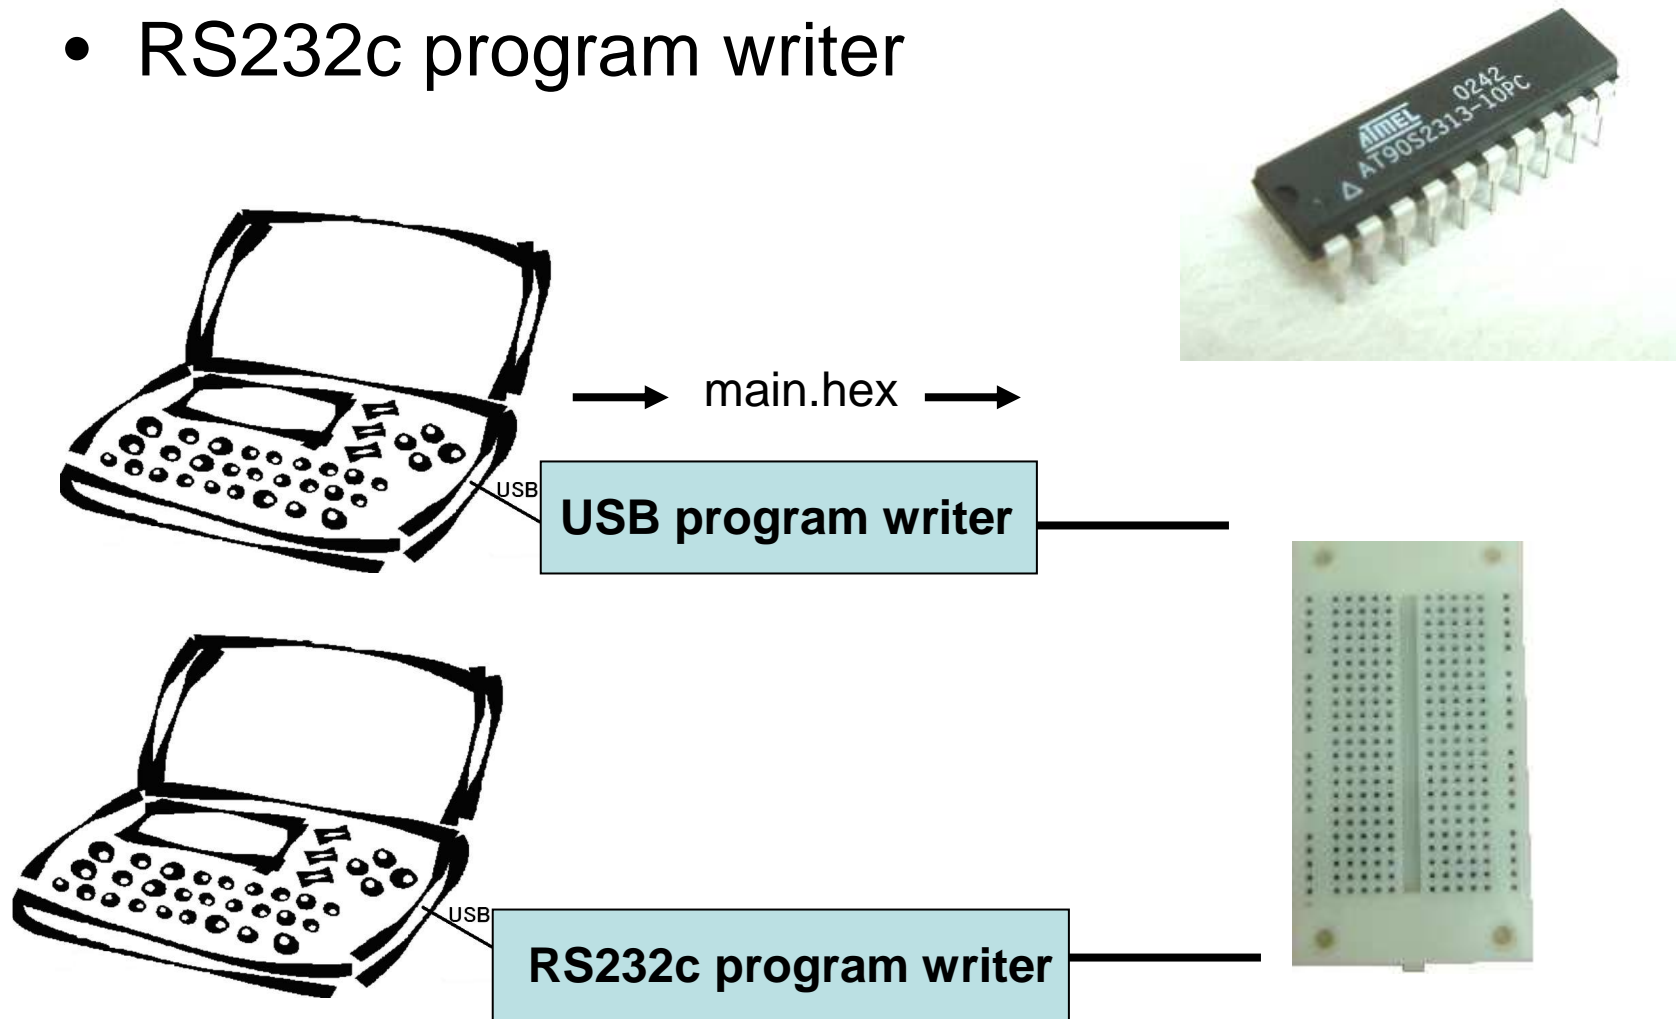 • RS232c program writer
ATMEL 0242
AT90S2313-10PC
main.hex
USB
USB program writer
USB
RS232c program writer